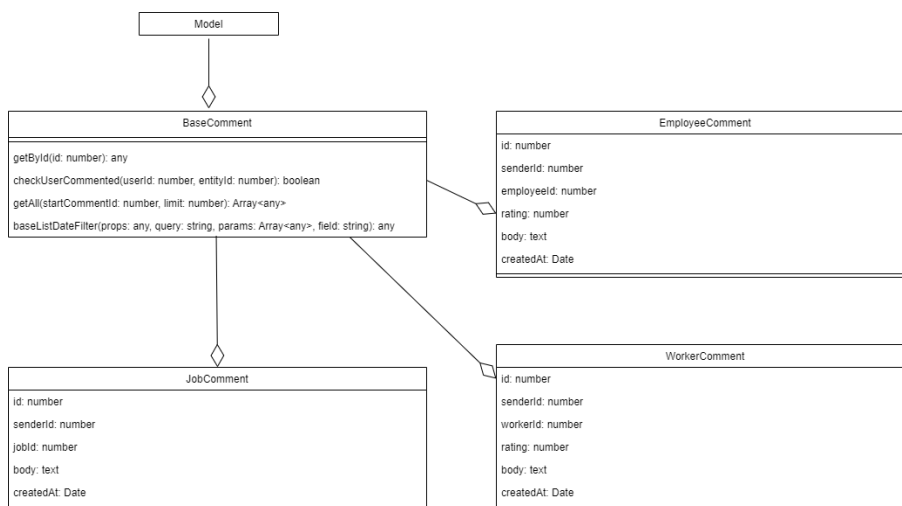 Model
BaseComment
getById(id: number): any
checkUserCommented(userId: number, entityId: number): boolean
getAll(startCommentId: number, limit: number): Array<any>
baseListDateFilter(props: any, query: string, params: Array<any>, field: string): any
EmployeeComment
id: number
senderId: number
employeeId: number
rating: number
body: text
createdAt: Date
JobComment
id: number
senderId: number
jobId: number
body: text
createdAt: Date
WorkerComment
id: number
senderId: number
workerId: number
rating: number
body: text
createdAt: Date